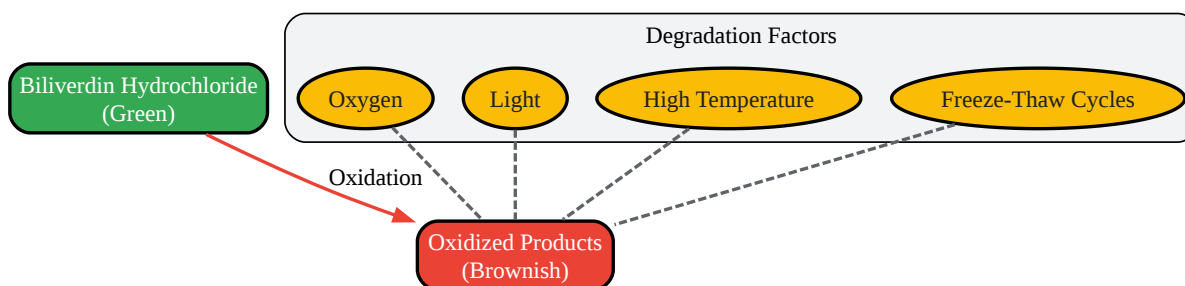 Degradation Factors
Biliverdin Hydrochloride
(Green)
Oxygen
Light
High Temperature
Freeze-Thaw Cycles
Oxidation
Oxidized Products
(Brownish)